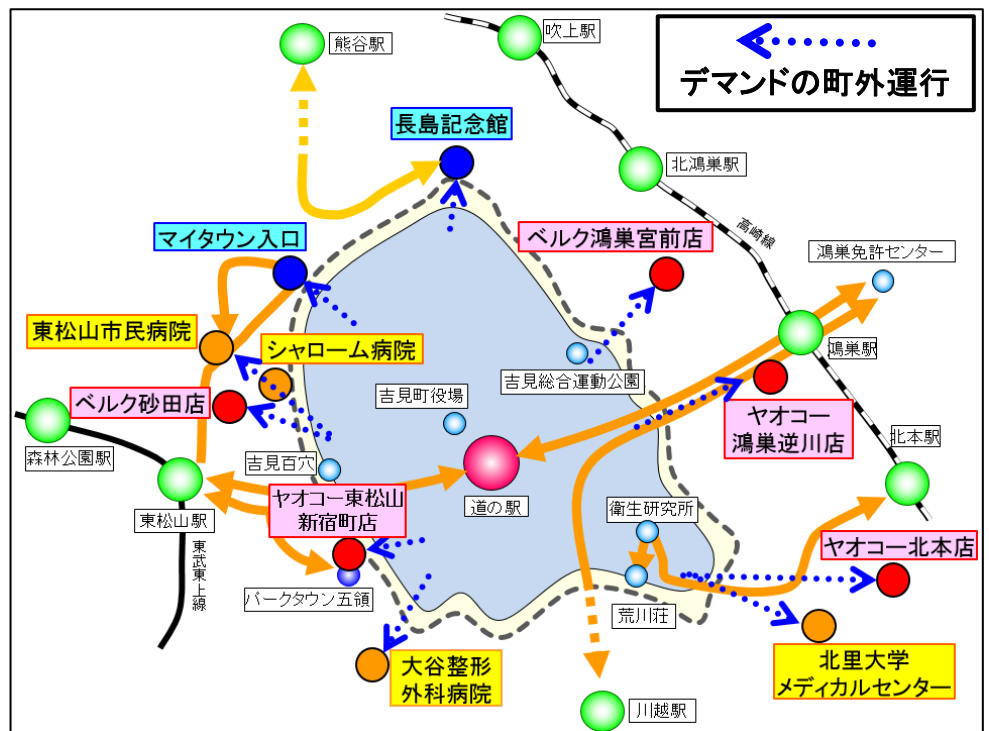 熊谷駅
吹上駅
デマンドの町外運行
長島記念館
北鴻巣駅
高崎線
マイタウン入口
ベルク鴻巣宮前店
鴻巣免許センター
東松山市民病院
シャローム病院
鴻巣駅
吉見総合運動公園
ベルク砂田店
吉見町役場
ヤオコー
鴻巣逆川店
北本駅
森林公園駅
吉見百穴
道の駅
ヤオコー東松山
新宿町店
東松山駅
衛生研究所
ヤオコー北本店
東武東上線
パークタウン五領
荒川荘
大谷整形
外科病院
北里大学
メディカルセンター
川越駅